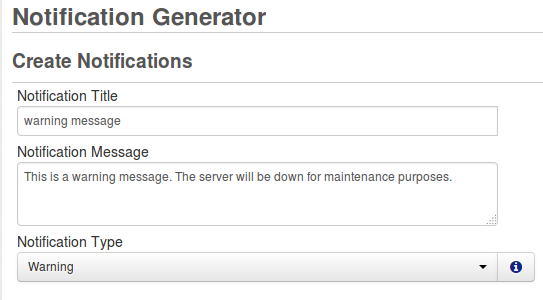 Notification Generator
Create Notifications
Notification Title
warning message
Notification Message
This is a warning message. The server will be down for maintenance purposes.
Notification Type
Warning